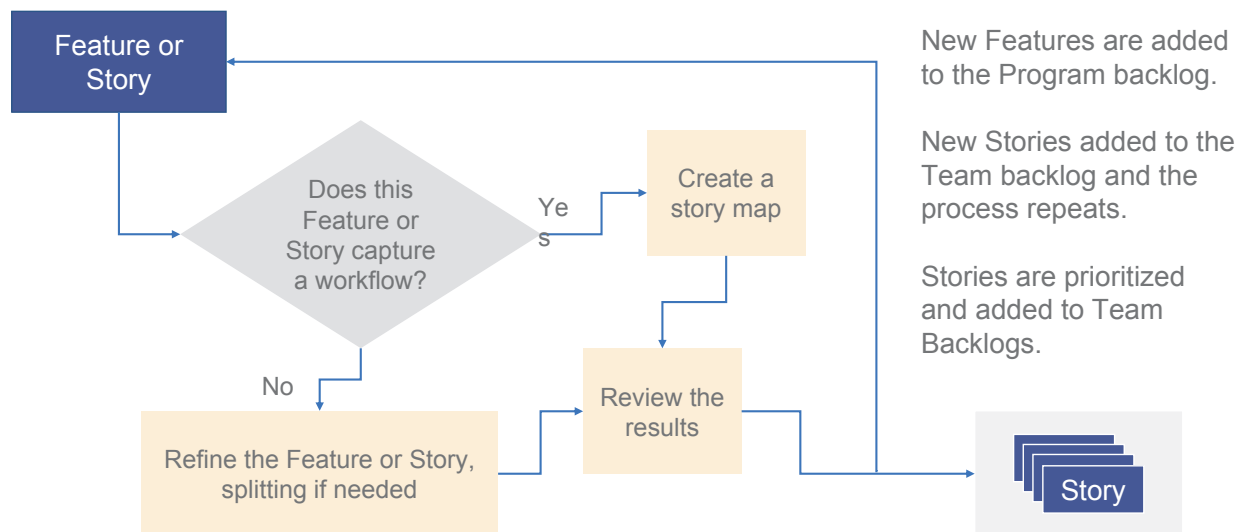 Feature or
Story
New Features are added
to the Program backlog.
New Stories added to the
Team backlog and the
process repeats.
Stories are prioritized
and added to Team
Backlogs.
Does this
Feature or
Story capture
a workflow?
Ye
s
Create a
story map
No
Refine the Feature or Story,
splitting if needed
Review the
results
Story